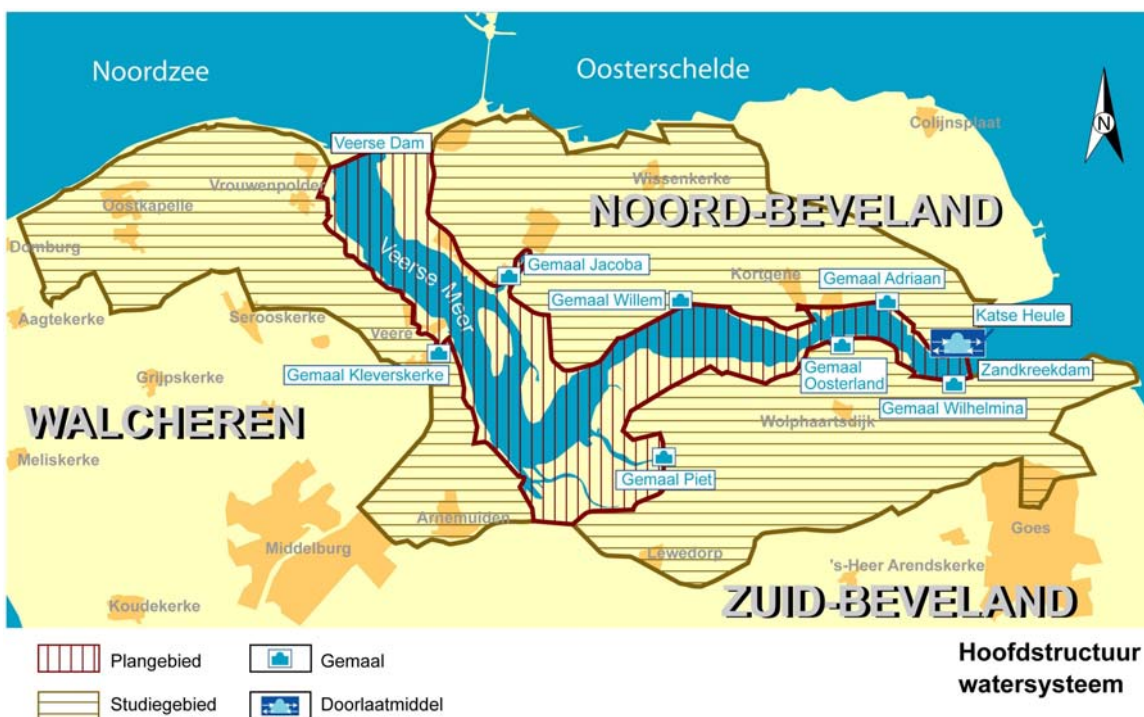 Noordzee
Oosterschelde
N
Colijnsplaat
Veerse Dam
Vrouwenpolder
Wissenkerke
Oostkapelle
NOORD-BEVELAND
Domburg
Veerse Meer
Gemaal Jacoba
Kortgene
Gemaal Adriaan
Gemaal Willem
Katse Heule
Aagtekerke
Serooskerke
Veere
Gemaal Kleverskerke
Gemaal
Oosterland
Zandkreekdam
Grijpskerke
Gemaal Wilhelmina
WALCHEREN
Wolphaartsdijk
Meliskerke
Gemaal Piet
Arnemuiden
Goes
Middelburg
Lewedorp
's-Heer Arendskerke
Koudekerke
ZUID-BEVELAND
Plangebied
Gemaal
Studiegebied
Doorlaatmiddel
Hoofdstructuur
watersysteem